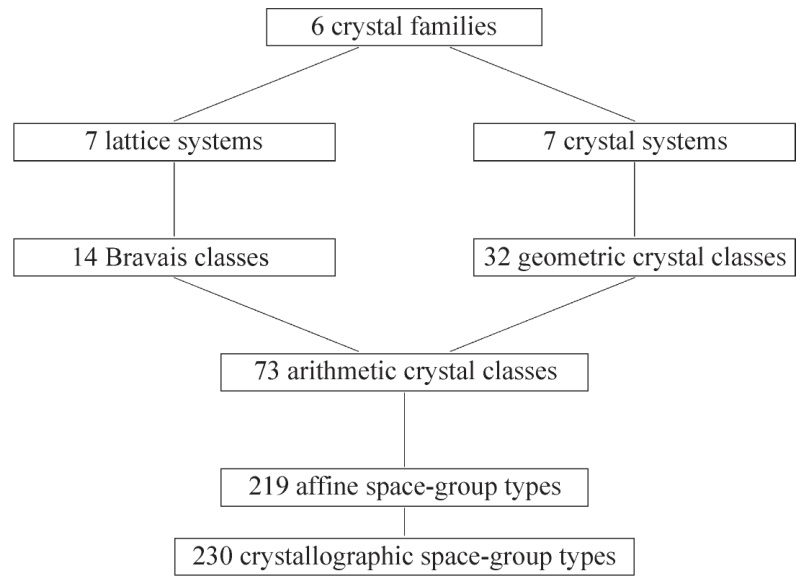 6 crystal families
7 lattice systems
7 crystal systems
14 Bravais classes
32 geometric crystal classes
73 arithmetic crystal classes
219 affine space-group types
230 crystallographic space-group types